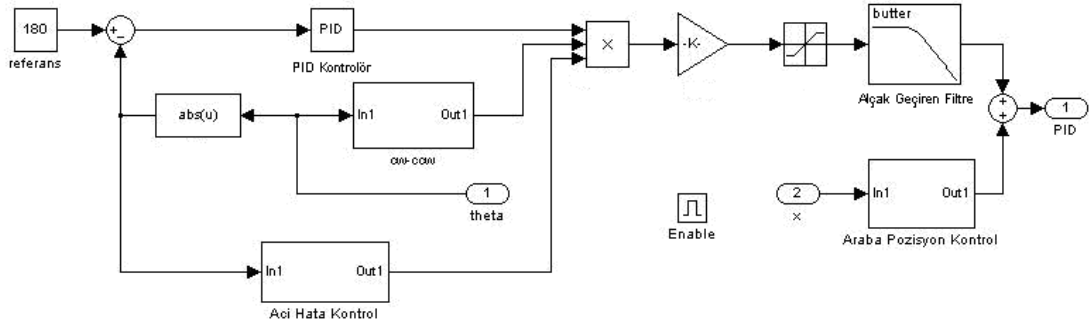 180
referans
+
-
PID
PID Kontrolör
×
-K-
butter
Alçak Geçiren Filtre
+
+
1
PID
abs(u)
In1
Out1
cw-ccw
1
theta
2
x
Enable
In1
Out1
Araba Pozisyon Kontrol
In1
Out1
Aci Hata Kontrol